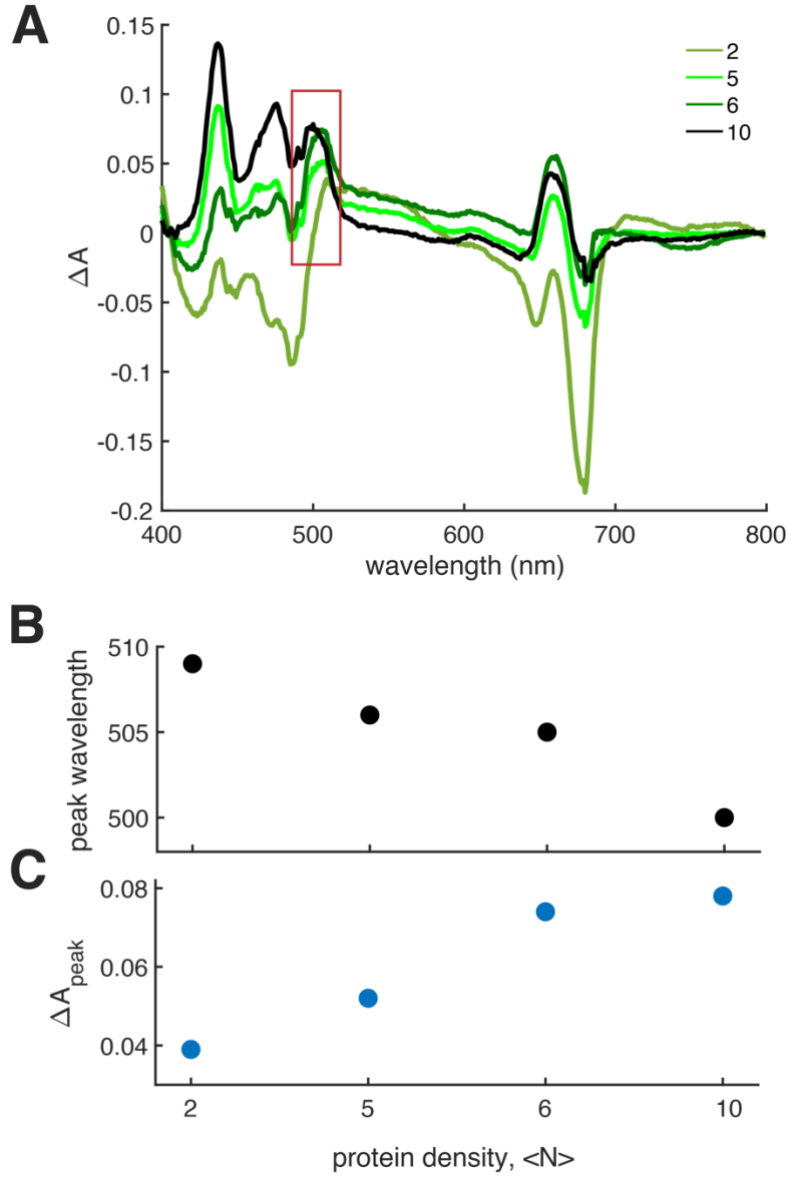 A
0.15
0.1
0.05
0
-0.05
-0.1
-0.15
-0.2
ΔA
2
5
6
10
400 500 600 700 800
wavelength (nm)
B
510
505
500
peak wavelength
C
0.08
0.06
0.04
ΔApeak
2 5 6 10
protein density, <N>